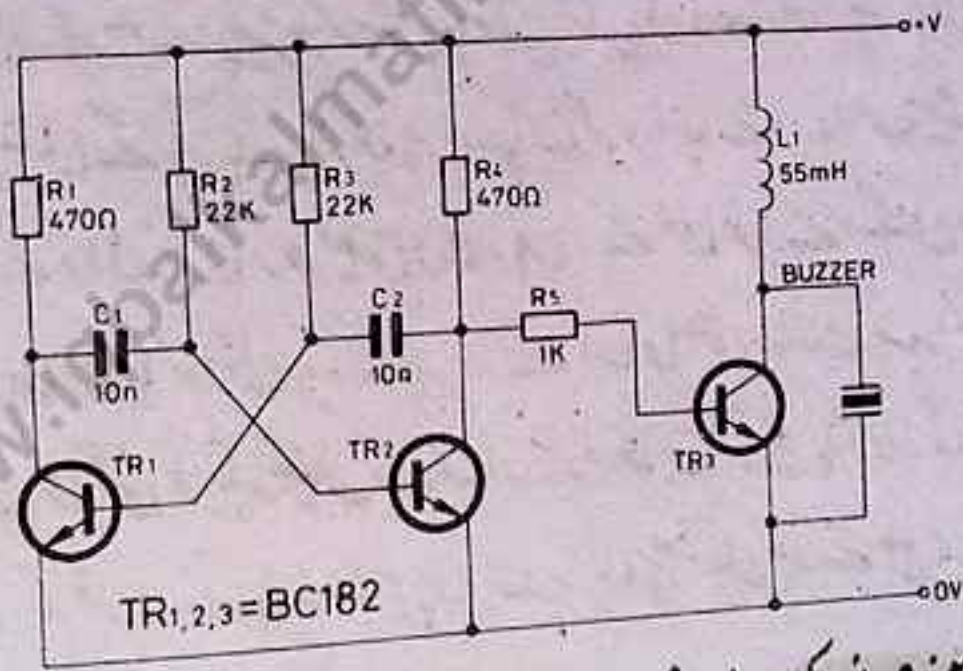 +V
R1
470Ω
R2
22K
R3
22K
R4
470Ω
L1
55mH
BUZZER
C1
10n
C2
10n
R5
1K
TR1
TR2
TR3
TR1,2,3=BC182
0V